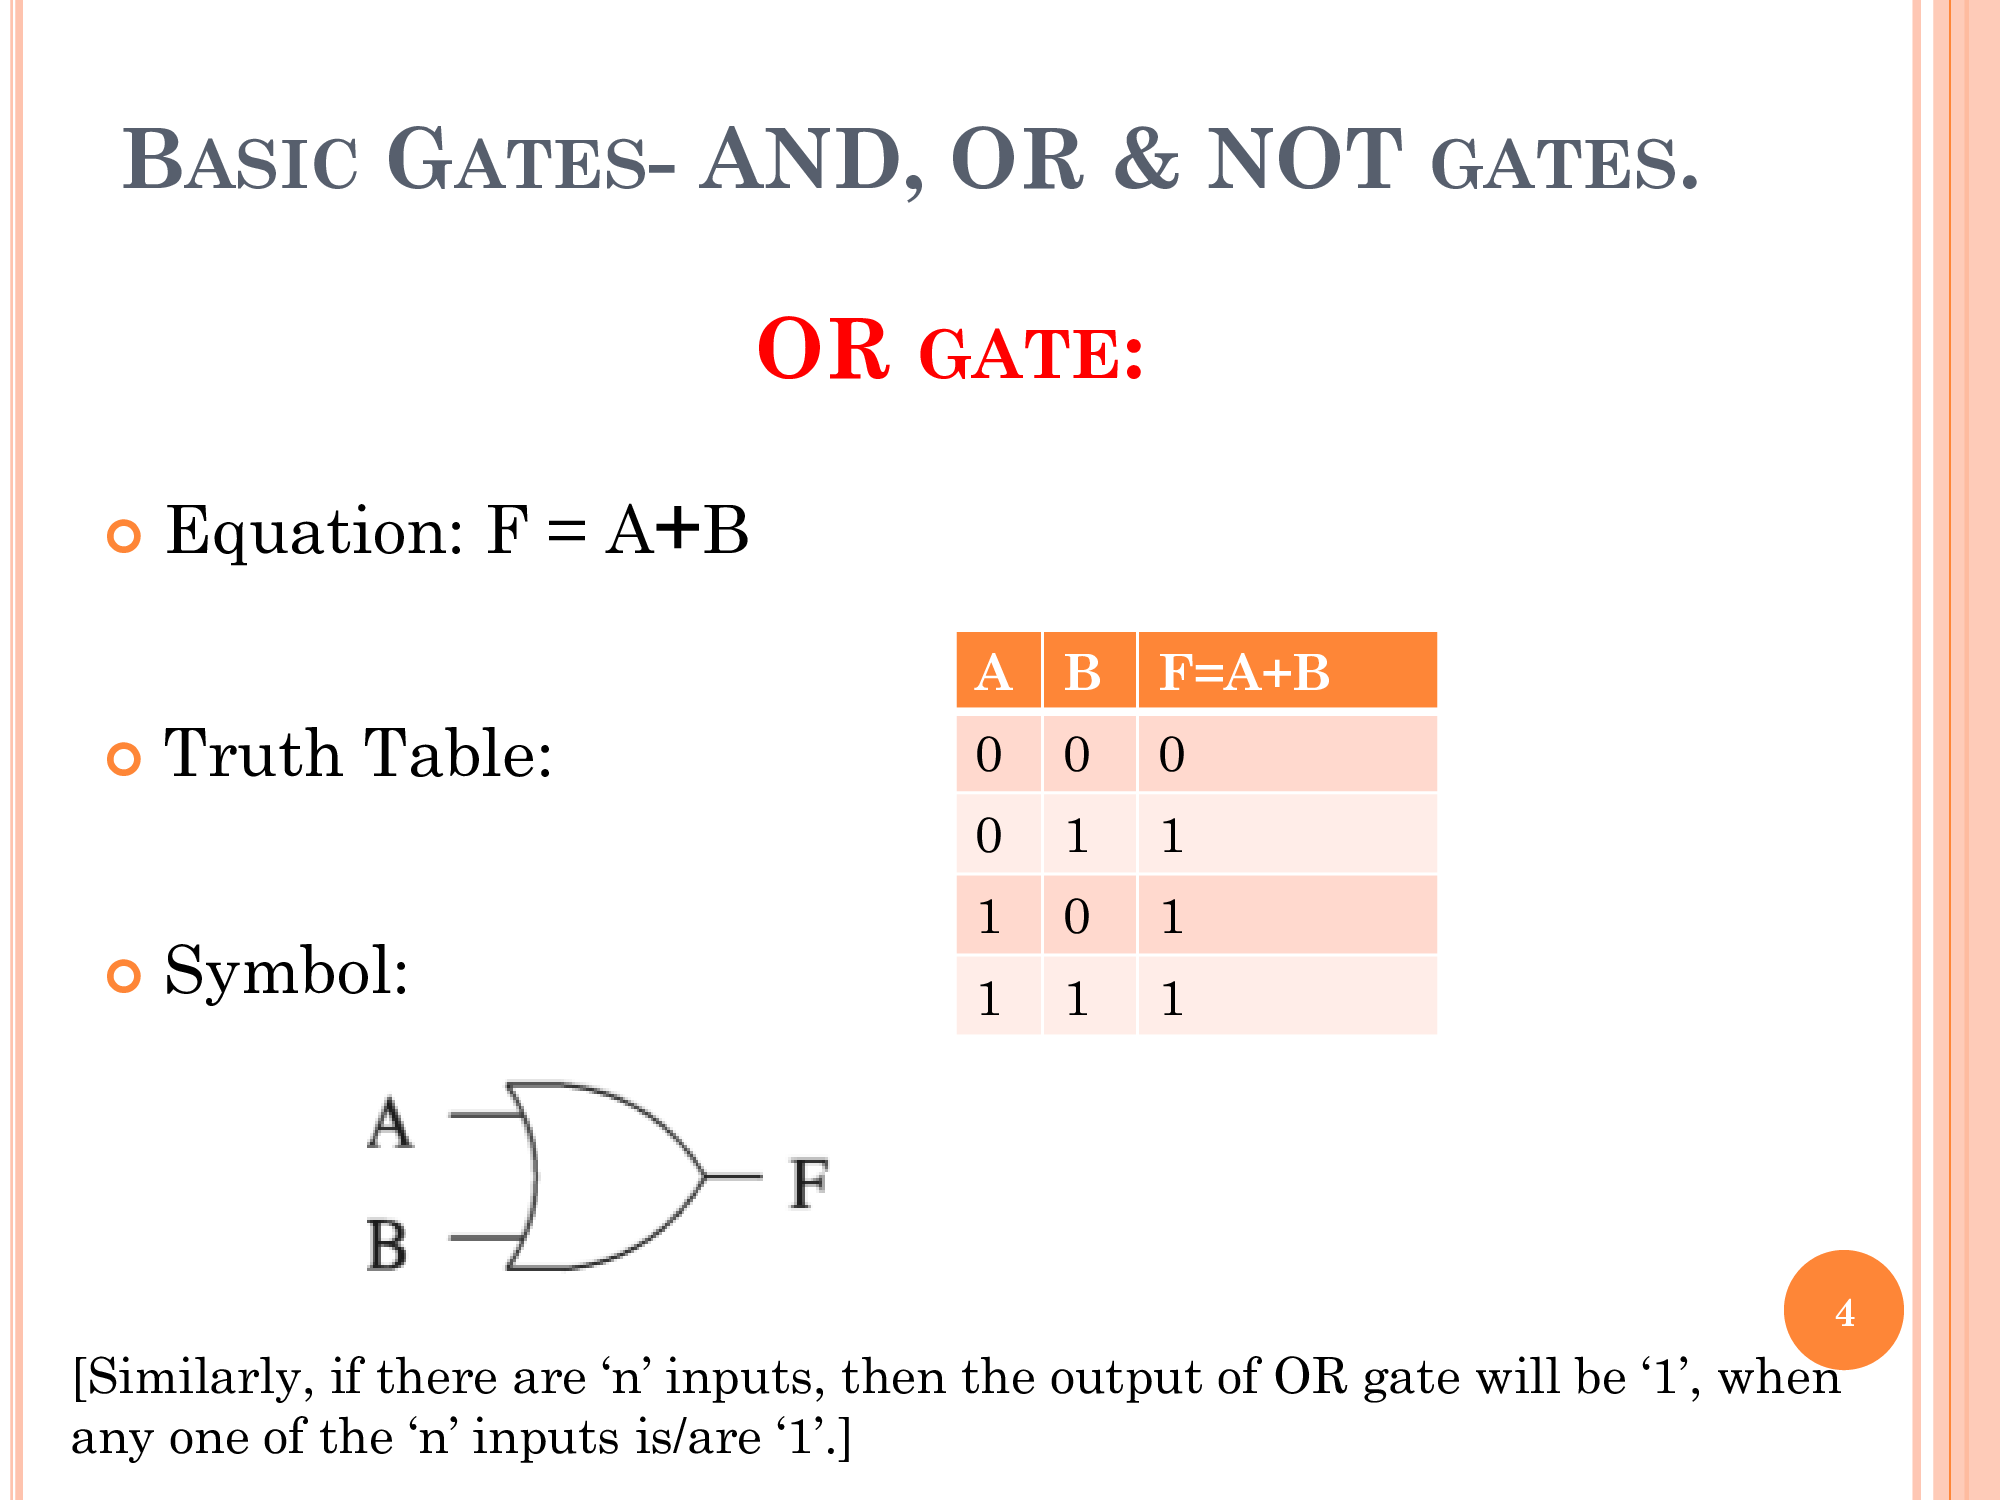 BASIC GATES- AND, OR & NOT GATES.
OR GATE:
Equation: F = A+B
Truth Table:
A B F=A+B
0 0 0
0 1 1
1 0 1
1 1 1
Symbol:
A
B
F
4
[Similarly, if there are ‘n’ inputs, then the output of OR gate will be ‘1’, when
any one of the ‘n’ inputs is/are ‘1’.]